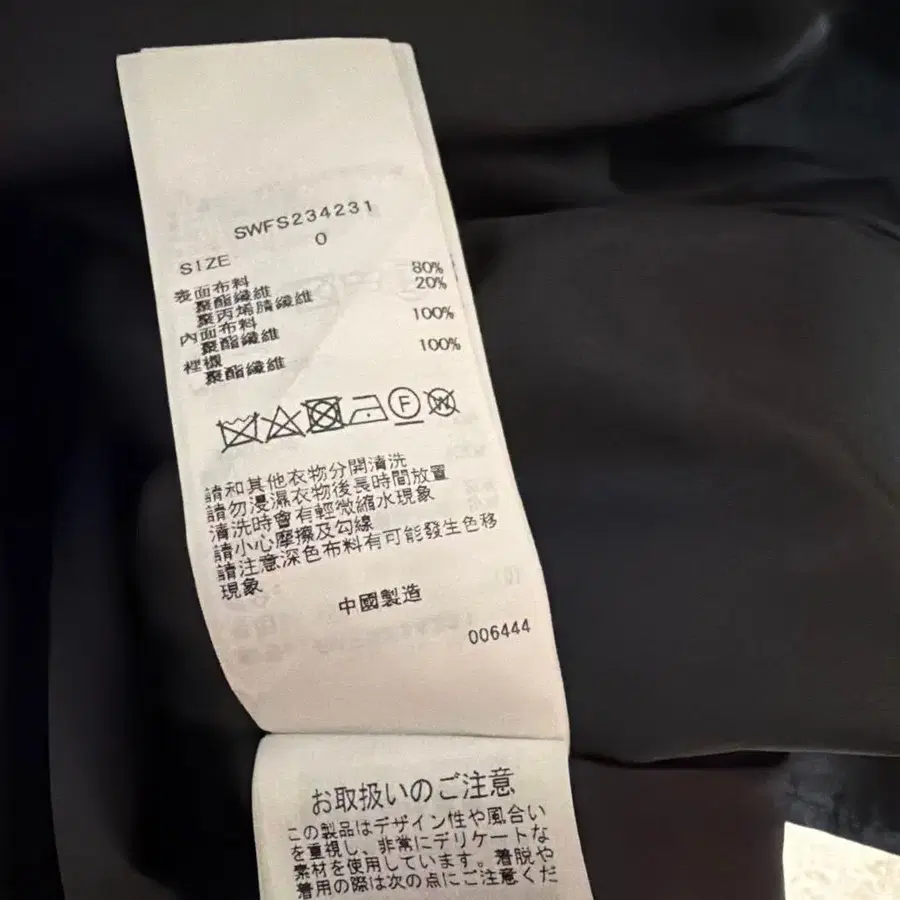 SWFS234231
SIZE 0
表面布料
聚酯纖維 80%
聚丙烯腈纖維 20%
內面布料
聚酯纖維 100%
裡襯
聚酯纖維 100%
F W
請和其他衣物分開清洗
請勿浸濕衣物後長時間放置
清洗時會有輕微縮水現象
請小心摩擦及勾線
請注意深色布料有可能發生色移
現象
中國製造
006444
お取扱いのご注意
この製品はデザイン性や風合い
を重視し、非常にデリケートな
素材を使用しています。着脱や
着用の際は次の点にご注意くだ